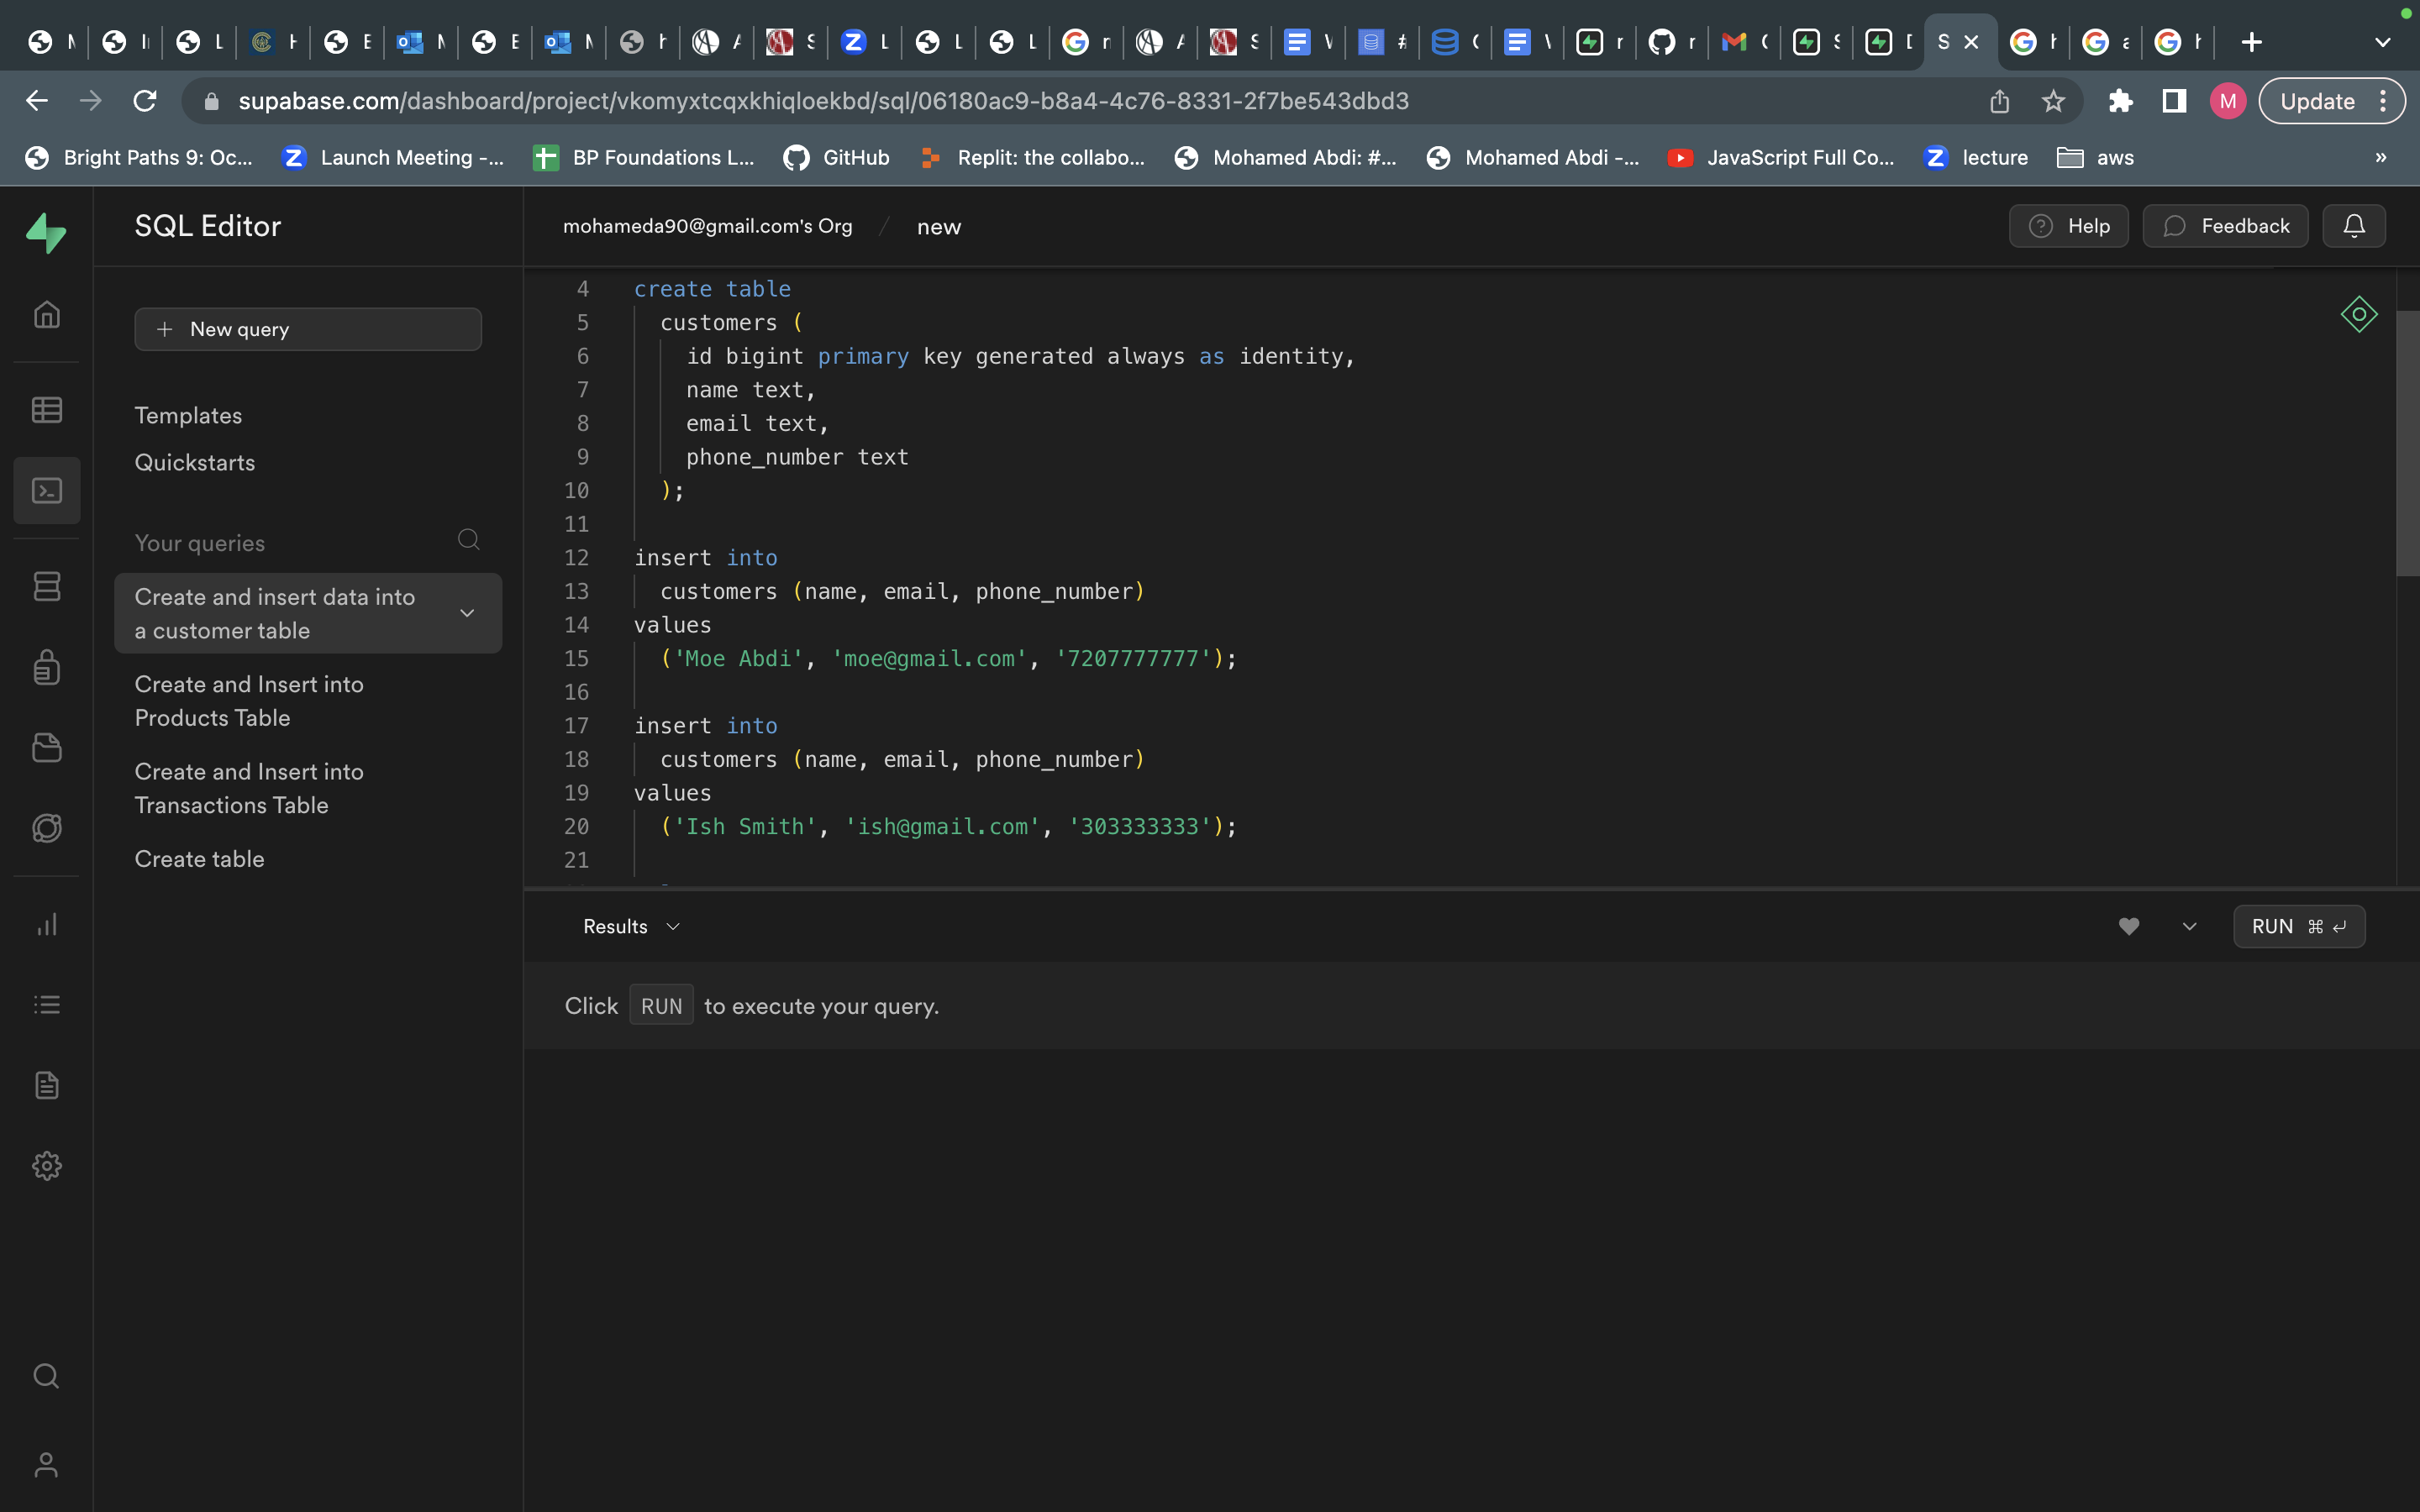 supabase.com/dashboard/project/vkomyxtcqxkhiqloekbd/sql/06180ac9-b8a4-4c76-8331-2f7be543dbd3
M
Update
Bright Paths 9: Oc...
Launch Meeting -...
BP Foundations L...
GitHub
Replit: the collabo...
Mohamed Abdi: #...
Mohamed Abdi -...
JavaScript Full Co...
lecture
aws
»
SQL Editor
mohameda90@gmail.com's Org / new
Help
Feedback
+ New query
Templates
Quickstarts
Your queries
Create and insert data into
a customer table
Create and Insert into
Products Table
Create and Insert into
Transactions Table
Create table
4 create table
5 customers (
6 id bigint primary key generated always as identity,
7 name text,
8 email text,
9 phone_number text
10 );
11
12 insert into
13 customers (name, email, phone_number)
14 values
15 ('Moe Abdi', 'moe@gmail.com', '7207777777');
16
17 insert into
18 customers (name, email, phone_number)
19 values
20 ('Ish Smith', 'ish@gmail.com', '303333333');
21
Results
RUN ⌘ ↵
Click RUN to execute your query.